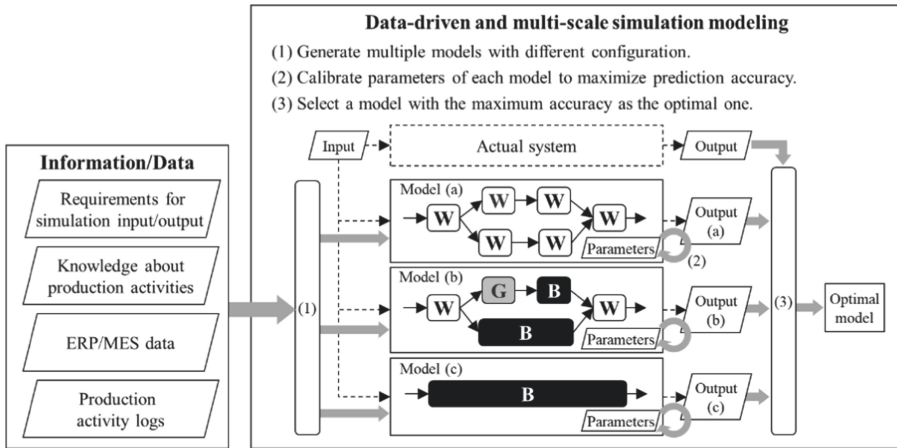 Data-driven and multi-scale simulation modeling
(1) Generate multiple models with different configuration.
(2) Calibrate parameters of each model to maximize prediction accuracy.
(3) Select a model with the maximum accuracy as the optimal one.
Information/Data
Requirements for
simulation input/output
Knowledge about
production activities
ERP/MES data
Production
activity logs
(1)
Input
Actual system
Output
Model (a)
W
W
W
W
W
W
Parameters
Output
(a)
(2)
Model (b)
W
G
B
B
W
Parameters
Output
(b)
Model (c)
B
Parameters
Output
(c)
(3)
Optimal
model